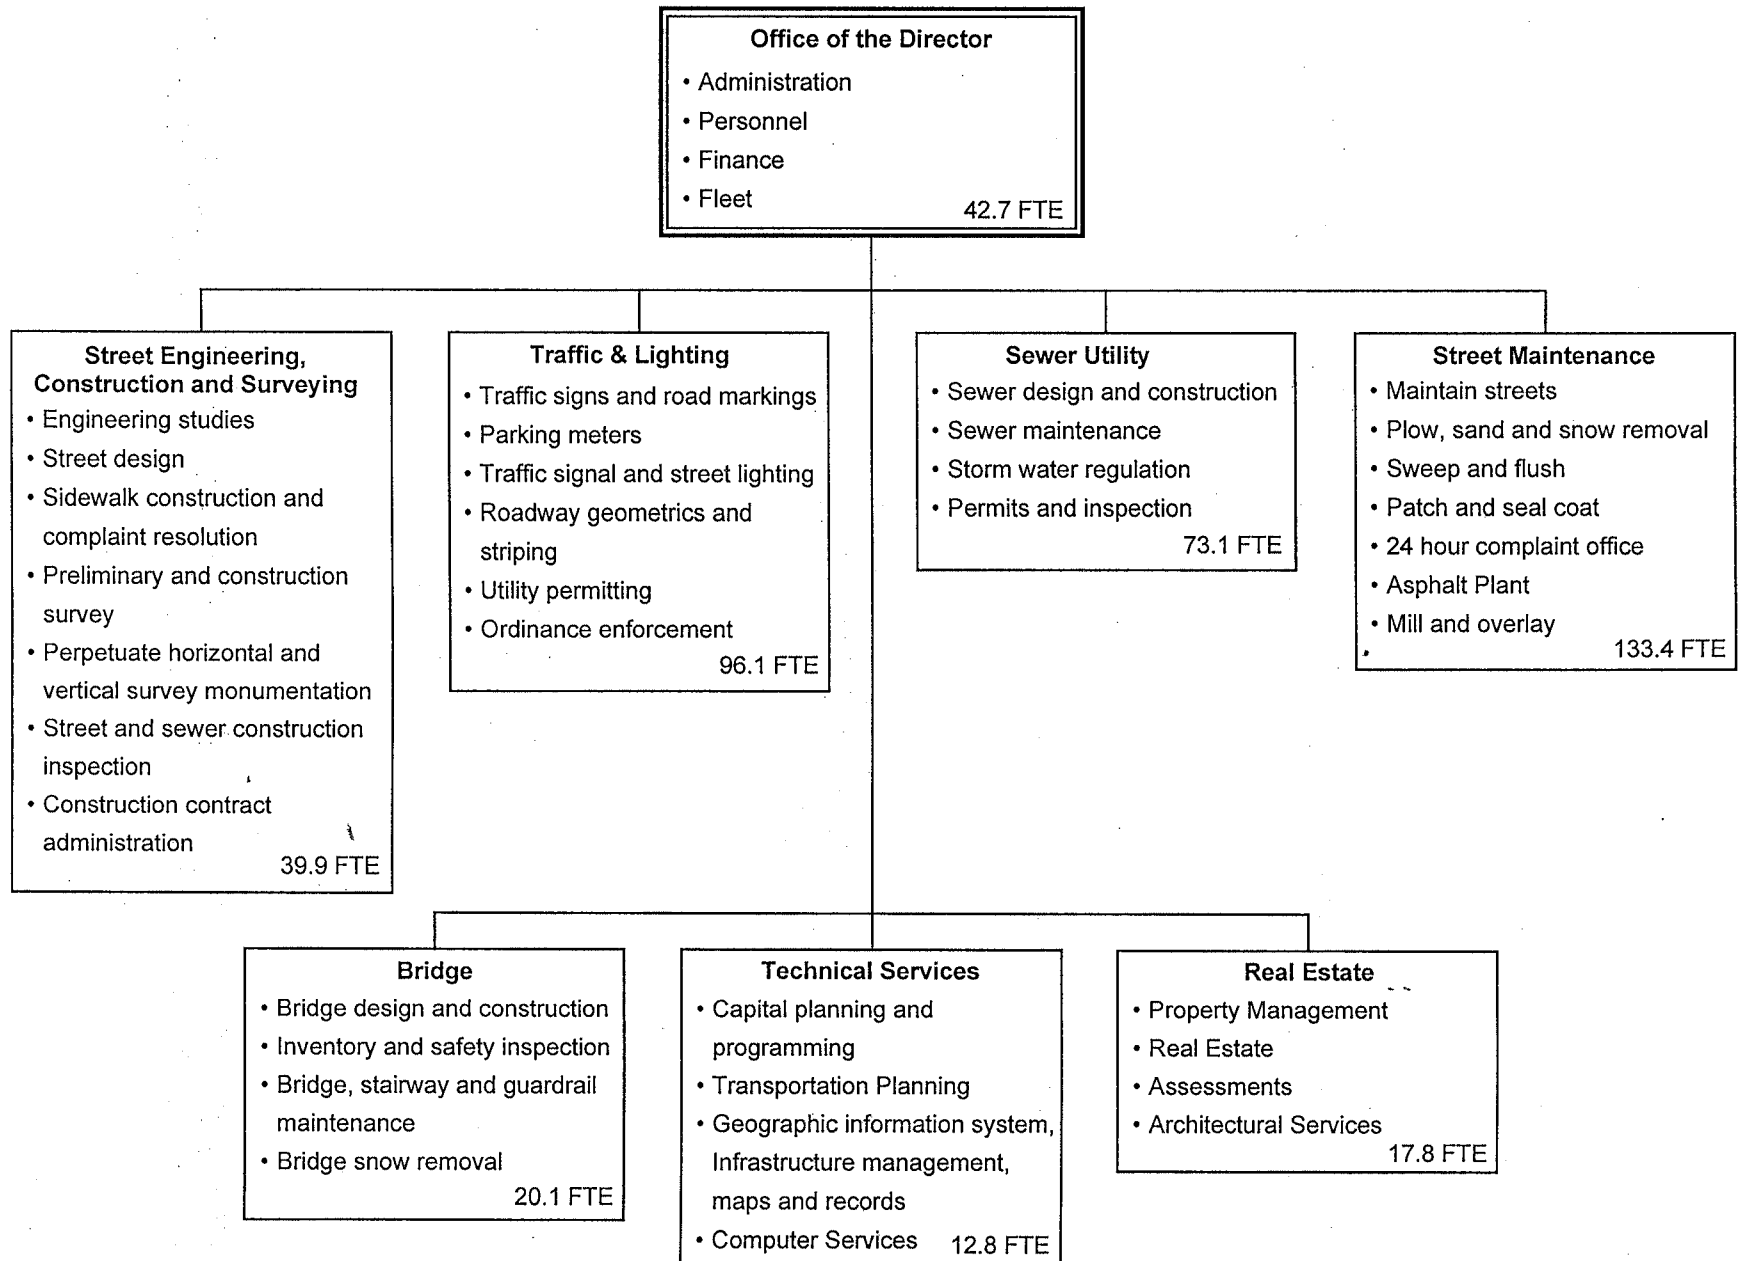 Office of the Director
• Administration
• Personnel
• Finance
• Fleet
42.7 FTE
Street Engineering,
Construction and Surveying
• Engineering studies
• Street design
• Sidewalk construction and
complaint resolution
• Preliminary and construction
survey
• Perpetuate horizontal and
vertical survey monumentation
• Street and sewer construction
inspection
• Construction contract
administration
39.9 FTE
Traffic & Lighting
• Traffic signs and road markings
• Parking meters
• Traffic signal and street lighting
• Roadway geometrics and
striping
• Utility permitting
• Ordinance enforcement
96.1 FTE
Sewer Utility
• Sewer design and construction
• Sewer maintenance
• Storm water regulation
• Permits and inspection
73.1 FTE
Street Maintenance
• Maintain streets
• Plow, sand and snow removal
• Sweep and flush
• Patch and seal coat
• 24 hour complaint office
• Asphalt Plant
• Mill and overlay
133.4 FTE
Bridge
• Bridge design and construction
• Inventory and safety inspection
• Bridge, stairway and guardrail
maintenance
• Bridge snow removal
20.1 FTE
Technical Services
• Capital planning and
programming
• Transportation Planning
• Geographic information system,
Infrastructure management,
maps and records
• Computer Services 12.8 FTE
Real Estate
• Property Management
• Real Estate
• Assessments
• Architectural Services
17.8 FTE